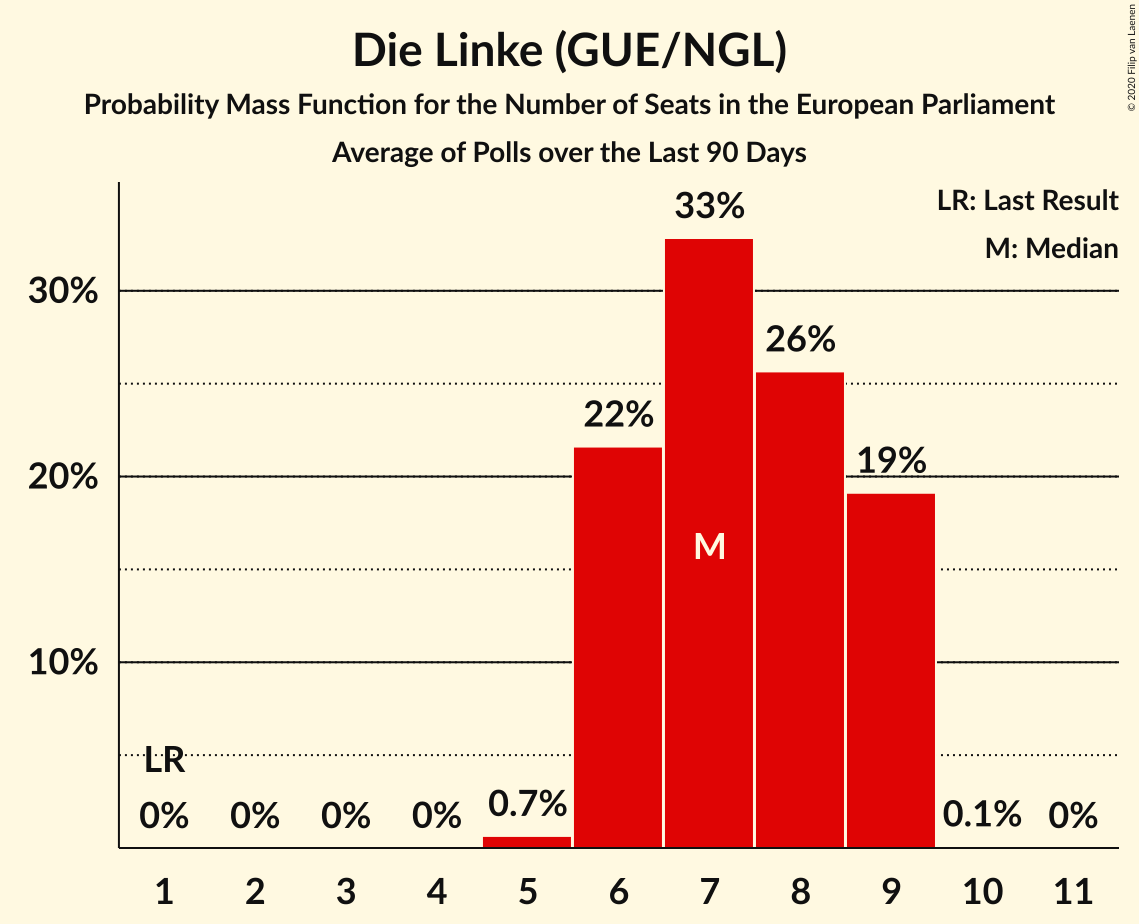 Die Linke (GUE/NGL)
Probability Mass Function for the Number of Seats in the European Parliament
Average of Polls over the Last 90 Days
© 2020 Filip van Laenen
LR: Last Result
M: Median
33%
30%
26%
22%
20%
19%
M
10%
LR
0%
0%
0%
0%
0.7%
0.1%
0%
1 2 3 4 5 6 7 8 9 10 11